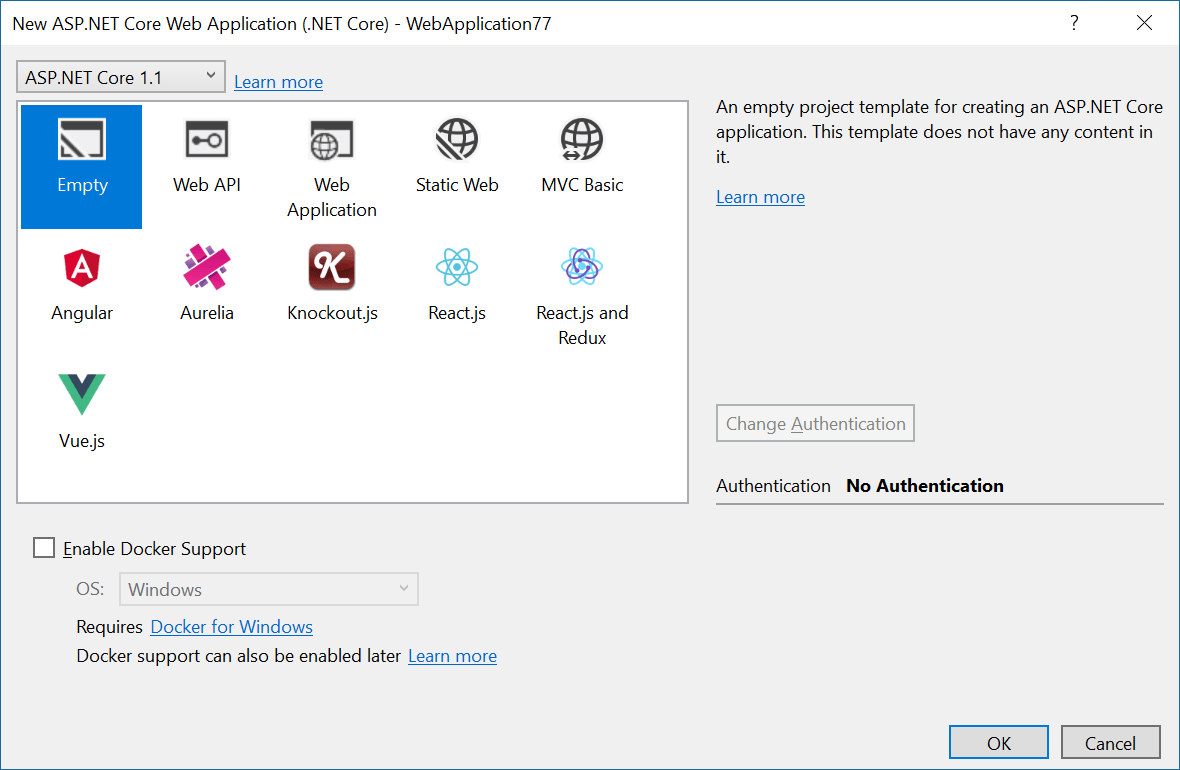 New ASP.NET Core Web Application (.NET Core) - WebApplication77
?
ASP.NET Core 1.1
Learn more
Empty
Web API
Web
Application
Static Web
MVC Basic
Angular
Aurelia
Knockout.js
React.js
React.js and
Redux
Vue.js
An empty project template for creating an ASP.NET Core
application. This template does not have any content in
it.
Learn more
Change Authentication
Authentication No Authentication
Enable Docker Support
OS: Windows
Requires Docker for Windows
Docker support can also be enabled later Learn more
OK
Cancel